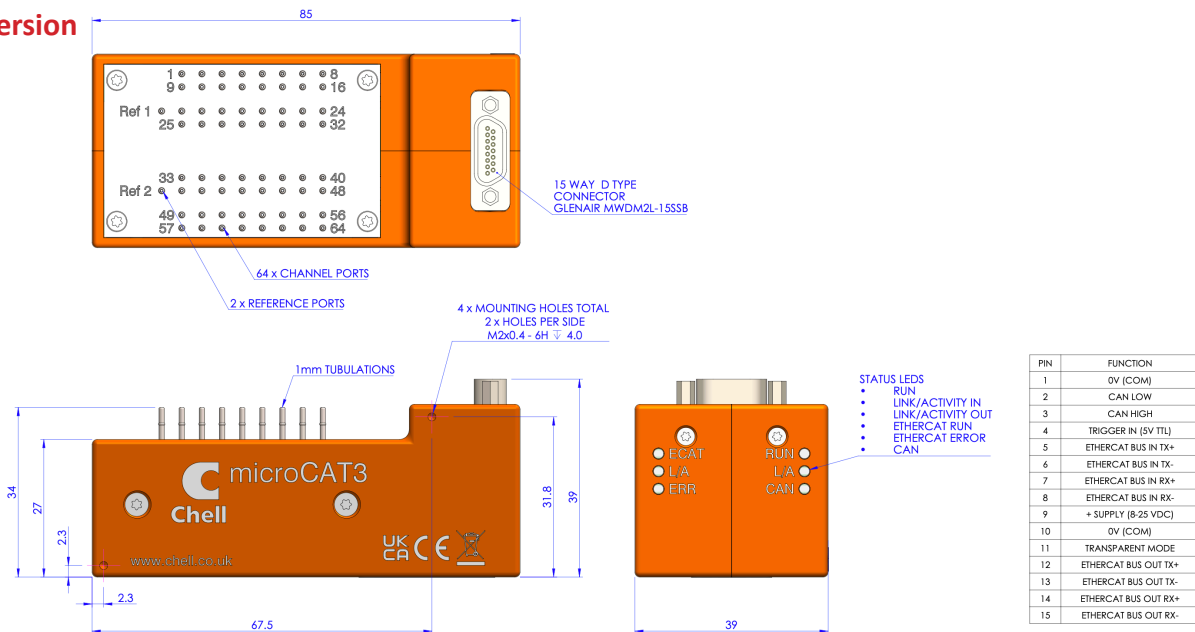 ersion
85
1 8
9 16
Ref 1 24
25 32
33 40
Ref 2 48
49 56
57 64
15 WAY D TYPE
CONNECTOR
GLENAIR MWDM2L-15SSB
64 x CHANNEL PORTS
2 x REFERENCE PORTS
4 x MOUNTING HOLES TOTAL
2 x HOLES PER SIDE
M2x0.4 - 6H ↧ 4.0
1mm TUBULATIONS
34
27
2.3
2.3
67.5
31.8
39
microCAT3
Chell
www.chell.co.uk
UK
CA CE
ECAT RUN
L/A L/A
ERR CAN
39
STATUS LEDS
• RUN
• LINK/ACTIVITY IN
• LINK/ACTIVITY OUT
• ETHERCAT RUN
• ETHERCAT ERROR
• CAN
PIN FUNCTION
1 0V (COM)
2 CAN LOW
3 CAN HIGH
4 TRIGGER IN (5V TTL)
5 ETHERCAT BUS IN TX+
6 ETHERCAT BUS IN TX-
7 ETHERCAT BUS IN RX+
8 ETHERCAT BUS IN RX-
9 + SUPPLY (8-25 VDC)
10 0V (COM)
11 TRANSPARENT MODE
12 ETHERCAT BUS OUT TX+
13 ETHERCAT BUS OUT TX-
14 ETHERCAT BUS OUT RX+
15 ETHERCAT BUS OUT RX-